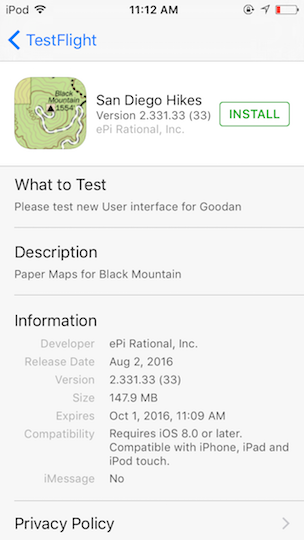 iPod 11:12 AM
TestFlight
Black
Mountain
1554'
San Diego Hikes
Version 2.331.33 (33)
ePi Rational, Inc.
INSTALL
What to Test
Please test new User interface for Goodan
Description
Paper Maps for Black Mountain
Information
Developer ePi Rational, Inc.
Release Date Aug 2, 2016
Version 2.331.33 (33)
Size 147.9 MB
Expires Oct 1, 2016, 11:09 AM
Compatibility Requires iOS 8.0 or later.
Compatible with iPhone, iPad and
iPod touch.
iMessage No
Privacy Policy